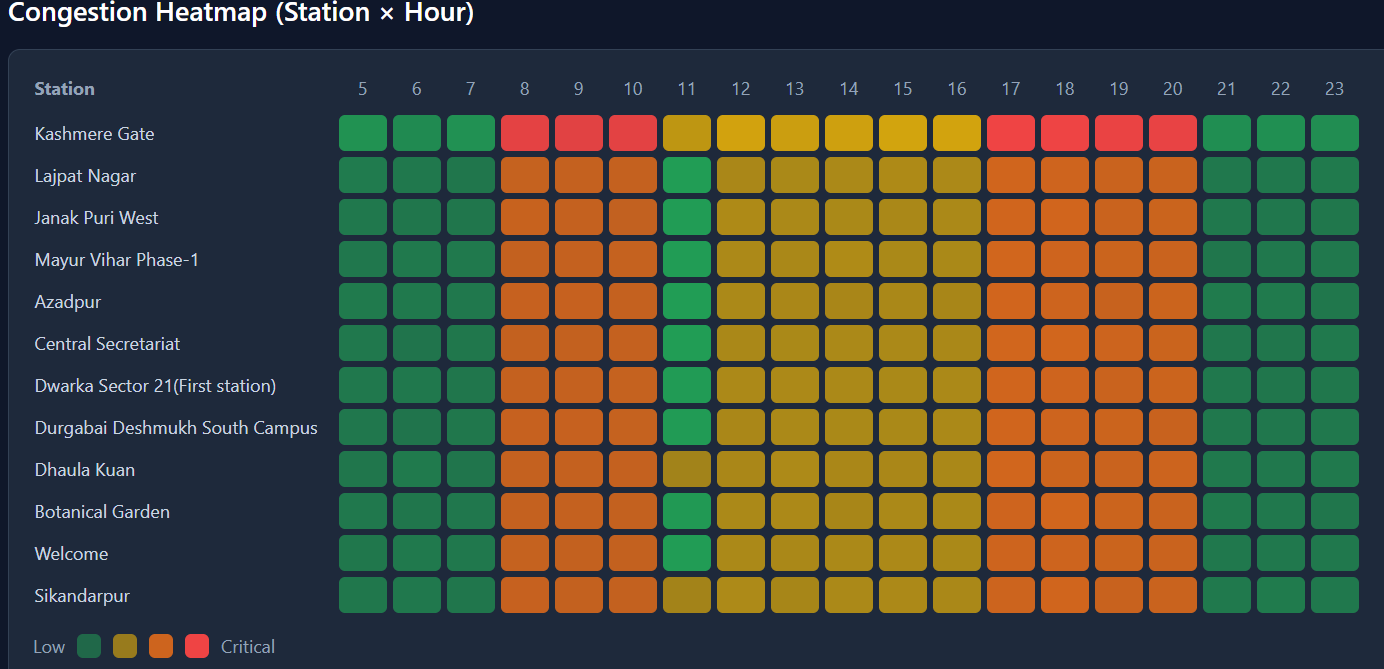 Congestion Heatmap (Station × Hour)
Station 5 6 7 8 9 10 11 12 13 14 15 16 17 18 19 20 21 22 23
Kashmere Gate
Lajpat Nagar
Janak Puri West
Mayur Vihar Phase-1
Azadpur
Central Secretariat
Dwarka Sector 21(First station)
Durgabai Deshmukh South Campus
Dhaula Kuan
Botanical Garden
Welcome
Sikandarpur
Low Critical